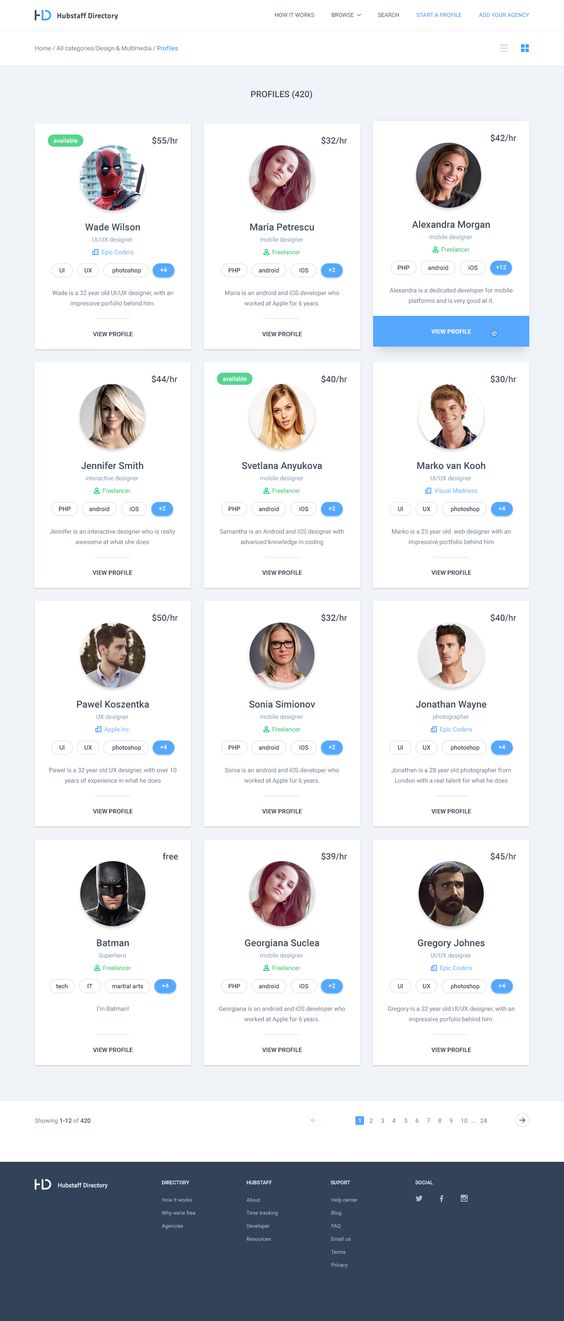 HD Hubstaff Directory
HOW IT WORKS BROWSE SEARCH START A PROFILE ADD YOUR AGENCY
Home / All categories/Design & Multimedia / Profiles
PROFILES (420)
available
$55/hr
Wade Wilson
UI/UX designer
Epic Coders
UI UX photoshop +4
Wade is a 32 year old UI/UX designer, with an
impressive porfolio behind him.
VIEW PROFILE
$32/hr
Maria Petrescu
mobile designer
Freelancer
PHP android iOS +2
Maria is an android and iOS developer who
worked at Apple for 6 years.
VIEW PROFILE
$42/hr
Alexandra Morgan
mobile designer
Freelancer
PHP android iOS +12
Alexandra is a dedicated developer for mobile
platforms and is very good at it.
VIEW PROFILE
$44/hr
Jennifer Smith
interactive designer
Freelancer
PHP android iOS +2
Jennifer is an interactive designer who is really
awesome at what she does
VIEW PROFILE
available
$40/hr
Svetlana Anyukova
mobile designer
Freelancer
PHP android iOS +2
Samantha is an Android and iOS designer with
advanced knowledge in coding
VIEW PROFILE
$30/hr
Marko van Kooh
UI/UX designer
Visual Madness
UI UX photoshop +4
Marko is a 25 year old web designer with an
impressive portfolio behind him
VIEW PROFILE
$50/hr
Pawel Koszentka
UX designer
Apple Inc.
UI UX photoshop +4
Pawel is a 32 year old UX designer, with over 10
years of experience in what he does
VIEW PROFILE
$32/hr
Sonia Simionov
mobile designer
Freelancer
PHP android iOS +2
Sonia is an android and iOS developer who
worked at Apple for 6 years.
VIEW PROFILE
$40/hr
Jonathan Wayne
photographer
Epic Coders
UI UX photoshop +4
Jonathan is a 28 year old photographer from
London with a real talent for what he does
VIEW PROFILE
free
Batman
Superhero
Freelancer
tech IT martial arts +4
I'm Batman!
VIEW PROFILE
$39/hr
Georgiana Suclea
mobile designer
Freelancer
PHP android iOS +2
Georgiana is an android and iOS developer who
worked at Apple for 6 years.
VIEW PROFILE
$45/hr
Gregory Johnes
UI/UX designer
Epic Coders
UI UX photoshop +4
Gregory is a 32 year old UI/UX designer, with an
impressive porfolio behind him.
VIEW PROFILE
Showing 1-12 of 420
← 1 2 3 4 5 6 7 8 9 10 ... 24 →
HD Hubstaff Directory
DIRECTORY
How it works
Why we're free
Agencies
HUBSTAFF
About
Time tracking
Developer
Resources
SUPORT
Help center
Blog
FAQ
Email us
Terms
Privacy
SOCIAL